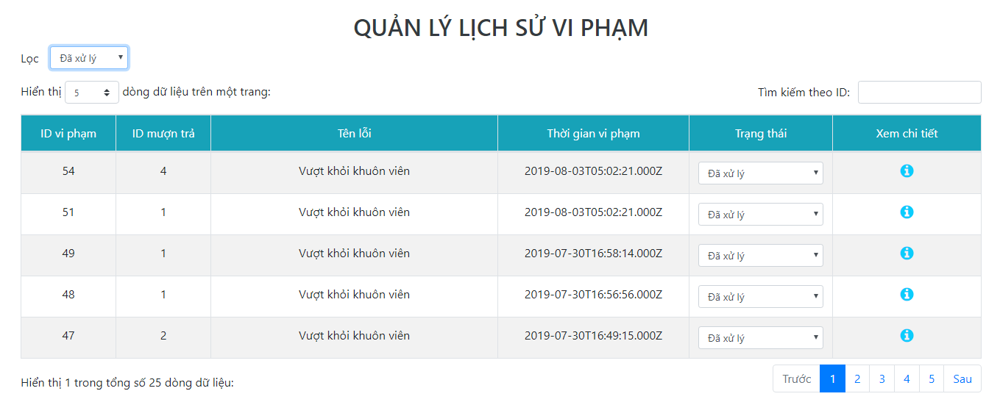 QUẢN LÝ LỊCH SỬ VI PHẠM
Lọc Đã xử lý
Hiển thị 5 dòng dữ liệu trên một trang: Tìm kiếm theo ID:
ID vi phạm ID mượn trả Tên lỗi Thời gian vi phạm Trạng thái Xem chi tiết
54 4 Vượt khỏi khuôn viên 2019-08-03T05:02:21.000Z Đã xử lý
51 1 Vượt khỏi khuôn viên 2019-08-03T05:02:21.000Z Đã xử lý
49 1 Vượt khỏi khuôn viên 2019-07-30T16:58:14.000Z Đã xử lý
48 1 Vượt khỏi khuôn viên 2019-07-30T16:56:56.000Z Đã xử lý
47 2 Vượt khỏi khuôn viên 2019-07-30T16:49:15.000Z Đã xử lý
Hiển thị 1 trong tổng số 25 dòng dữ liệu: Trước 1 2 3 4 5 Sau